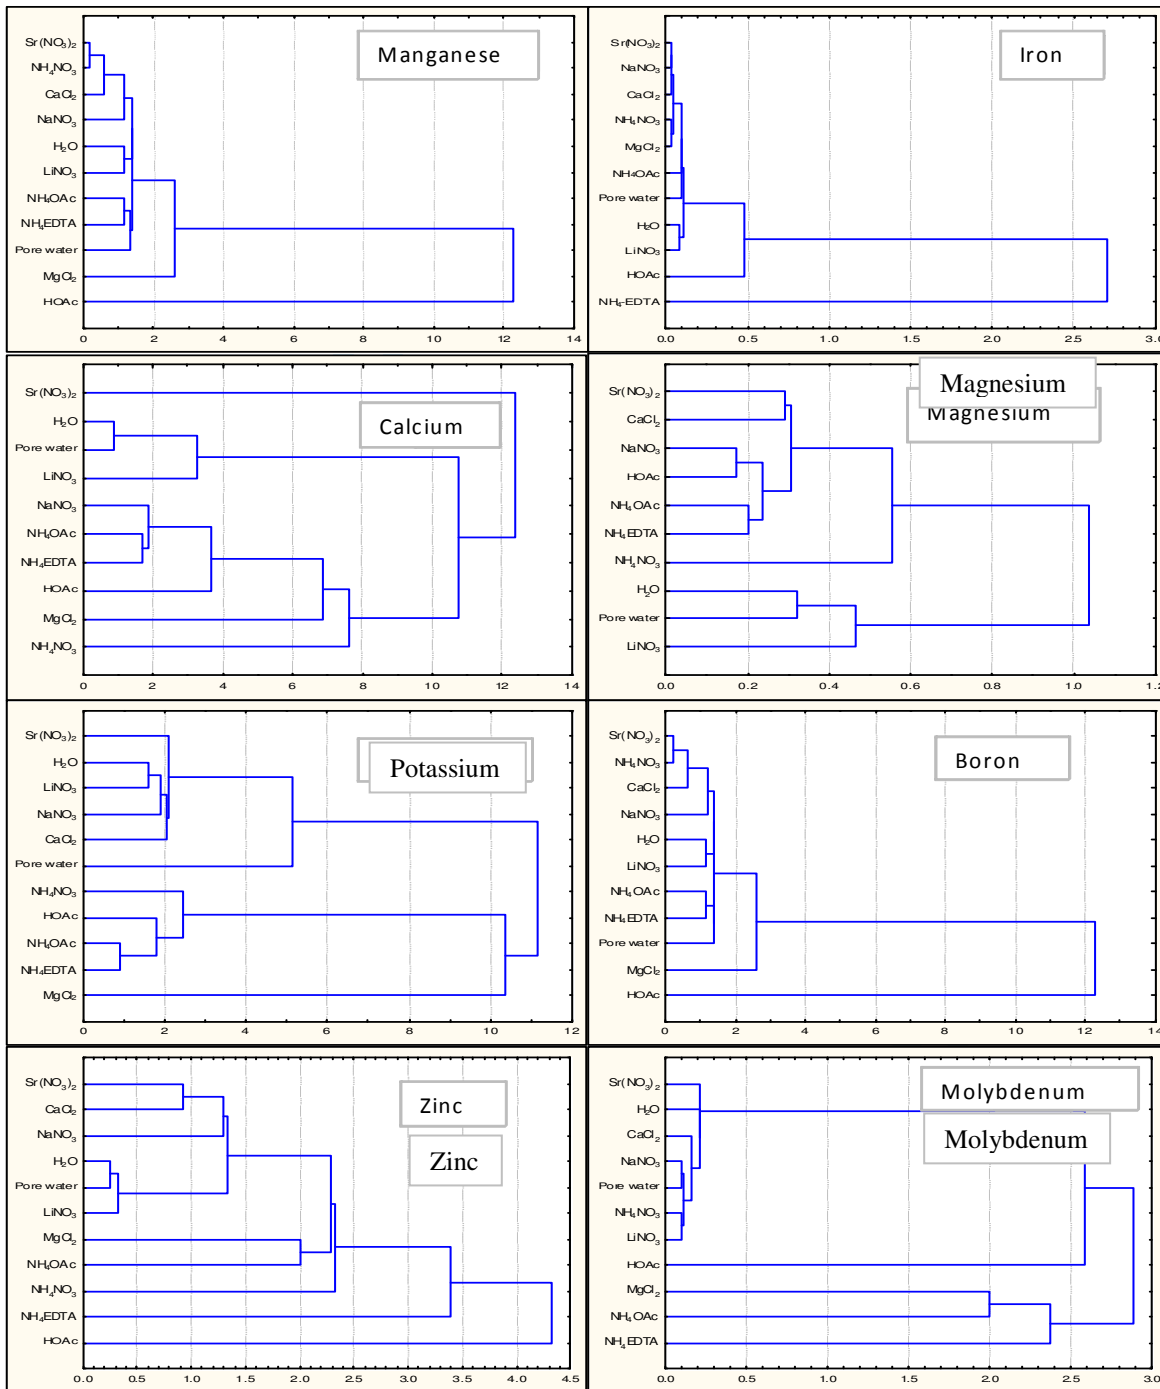 Manganese
Sr(NO₃)₂
NH₄NO₃
CaCl₂
NaNO₃
H₂O
LiNO₃
NH₄OAc
NH₄EDTA
Pore water
MgCl₂
HOAc
0 2 4 6 8 10 12 14
Iron
Sr(NO₃)₂
NaNO₃
CaCl₂
NH₄NO₃
MgCl₂
NH₄OAc
Pore water
H₂O
LiNO₃
HOAc
NH₄-EDTA
0.0 0.5 1.0 1.5 2.0 2.5 3.0
Calcium
Sr(NO₃)₂
H₂O
Pore water
LiNO₃
NaNO₃
NH₄OAc
NH₄EDTA
HOAc
MgCl₂
NH₄NO₃
0 2 4 6 8 10 12 14
Magnesium
Magnesium
Sr(NO₃)₂
CaCl₂
NaNO₃
HOAc
NH₄OAc
NH₄EDTA
NH₄NO₃
H₂O
Pore water
LiNO₃
0.0 0.2 0.4 0.6 0.8 1.0 1.2
Potassium
Sr(NO₃)₂
H₂O
LiNO₃
NaNO₃
CaCl₂
Pore water
NH₄NO₃
HOAc
NH₄OAc
NH₄EDTA
MgCl₂
0 2 4 6 8 10 12
Boron
Sr(NO₃)₂
NH₄NO₃
CaCl₂
NaNO₃
H₂O
LiNO₃
NH₄OAc
NH₄EDTA
Pore water
MgCl₂
HOAc
0 2 4 6 8 10 12 14
Zinc
Zinc
Sr(NO₃)₂
CaCl₂
NaNO₃
H₂O
Pore water
LiNO₃
MgCl₂
NH₄OAc
NH₄NO₃
NH₄EDTA
HOAc
0.0 0.5 1.0 1.5 2.0 2.5 3.0 3.5 4.0 4.5
Molybdenum
Molybdenum
Sr(NO₃)₂
H₂O
CaCl₂
NaNO₃
Pore water
NH₄NO₃
LiNO₃
HOAc
MgCl₂
NH₄OAc
NH₄EDTA
0.0 0.5 1.0 1.5 2.0 2.5 3.0